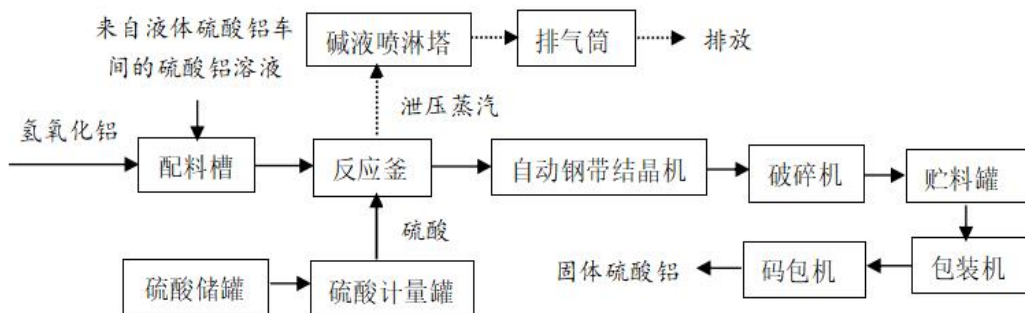 来自液体硫酸铝车
间的硫酸铝溶液
碱液喷淋塔
排气筒
排放
泄压蒸汽
氢氧化铝
配料槽
反应釜
自动钢带结晶机
破碎机
贮料罐
硫酸
硫酸储罐
硫酸计量罐
固体硫酸铝
码包机
包装机